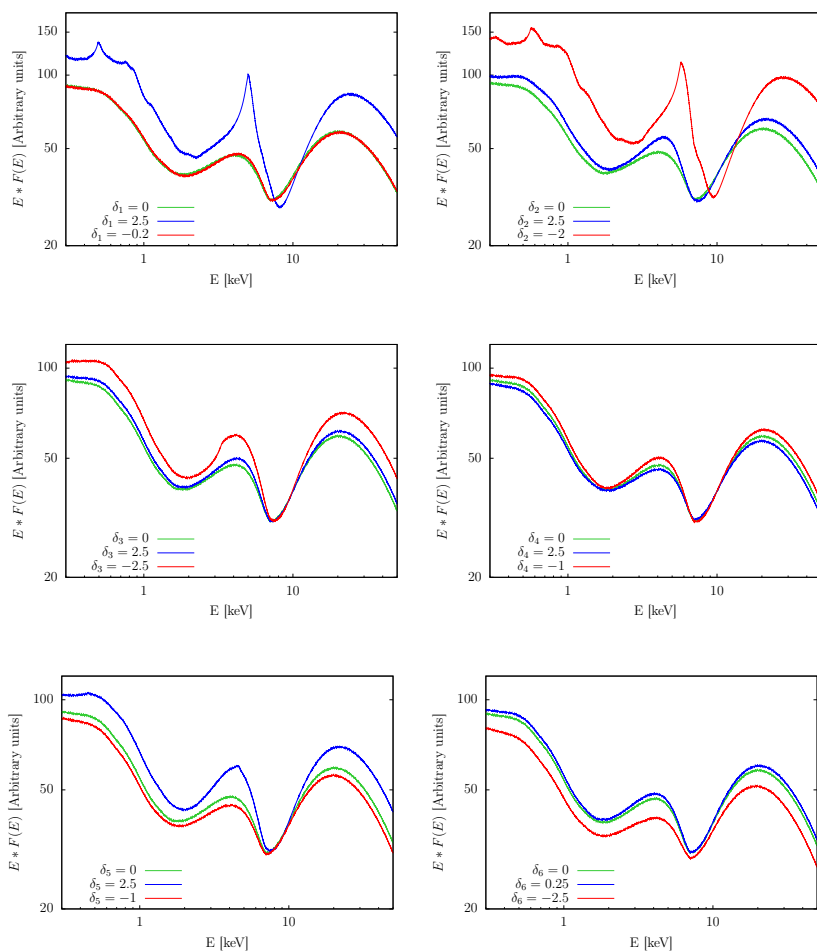 E ∗ F(E) [Arbitrary units]
150
100
50
20
δ₁ = 0
δ₁ = 2.5
δ₁ = −0.2
1
10
E [keV]
E ∗ F(E) [Arbitrary units]
150
100
50
20
δ₂ = 0
δ₂ = 2.5
δ₂ = −2
1
10
E [keV]
E ∗ F(E) [Arbitrary units]
100
50
20
δ₃ = 0
δ₃ = 2.5
δ₃ = −2.5
1
10
E [keV]
E ∗ F(E) [Arbitrary units]
100
50
20
δ₄ = 0
δ₄ = 2.5
δ₄ = −1
1
10
E [keV]
E ∗ F(E) [Arbitrary units]
100
50
20
δ₅ = 0
δ₅ = 2.5
δ₅ = −1
1
10
E [keV]
E ∗ F(E) [Arbitrary units]
100
50
20
δ₆ = 0
δ₆ = 0.25
δ₆ = −2.5
1
10
E [keV]